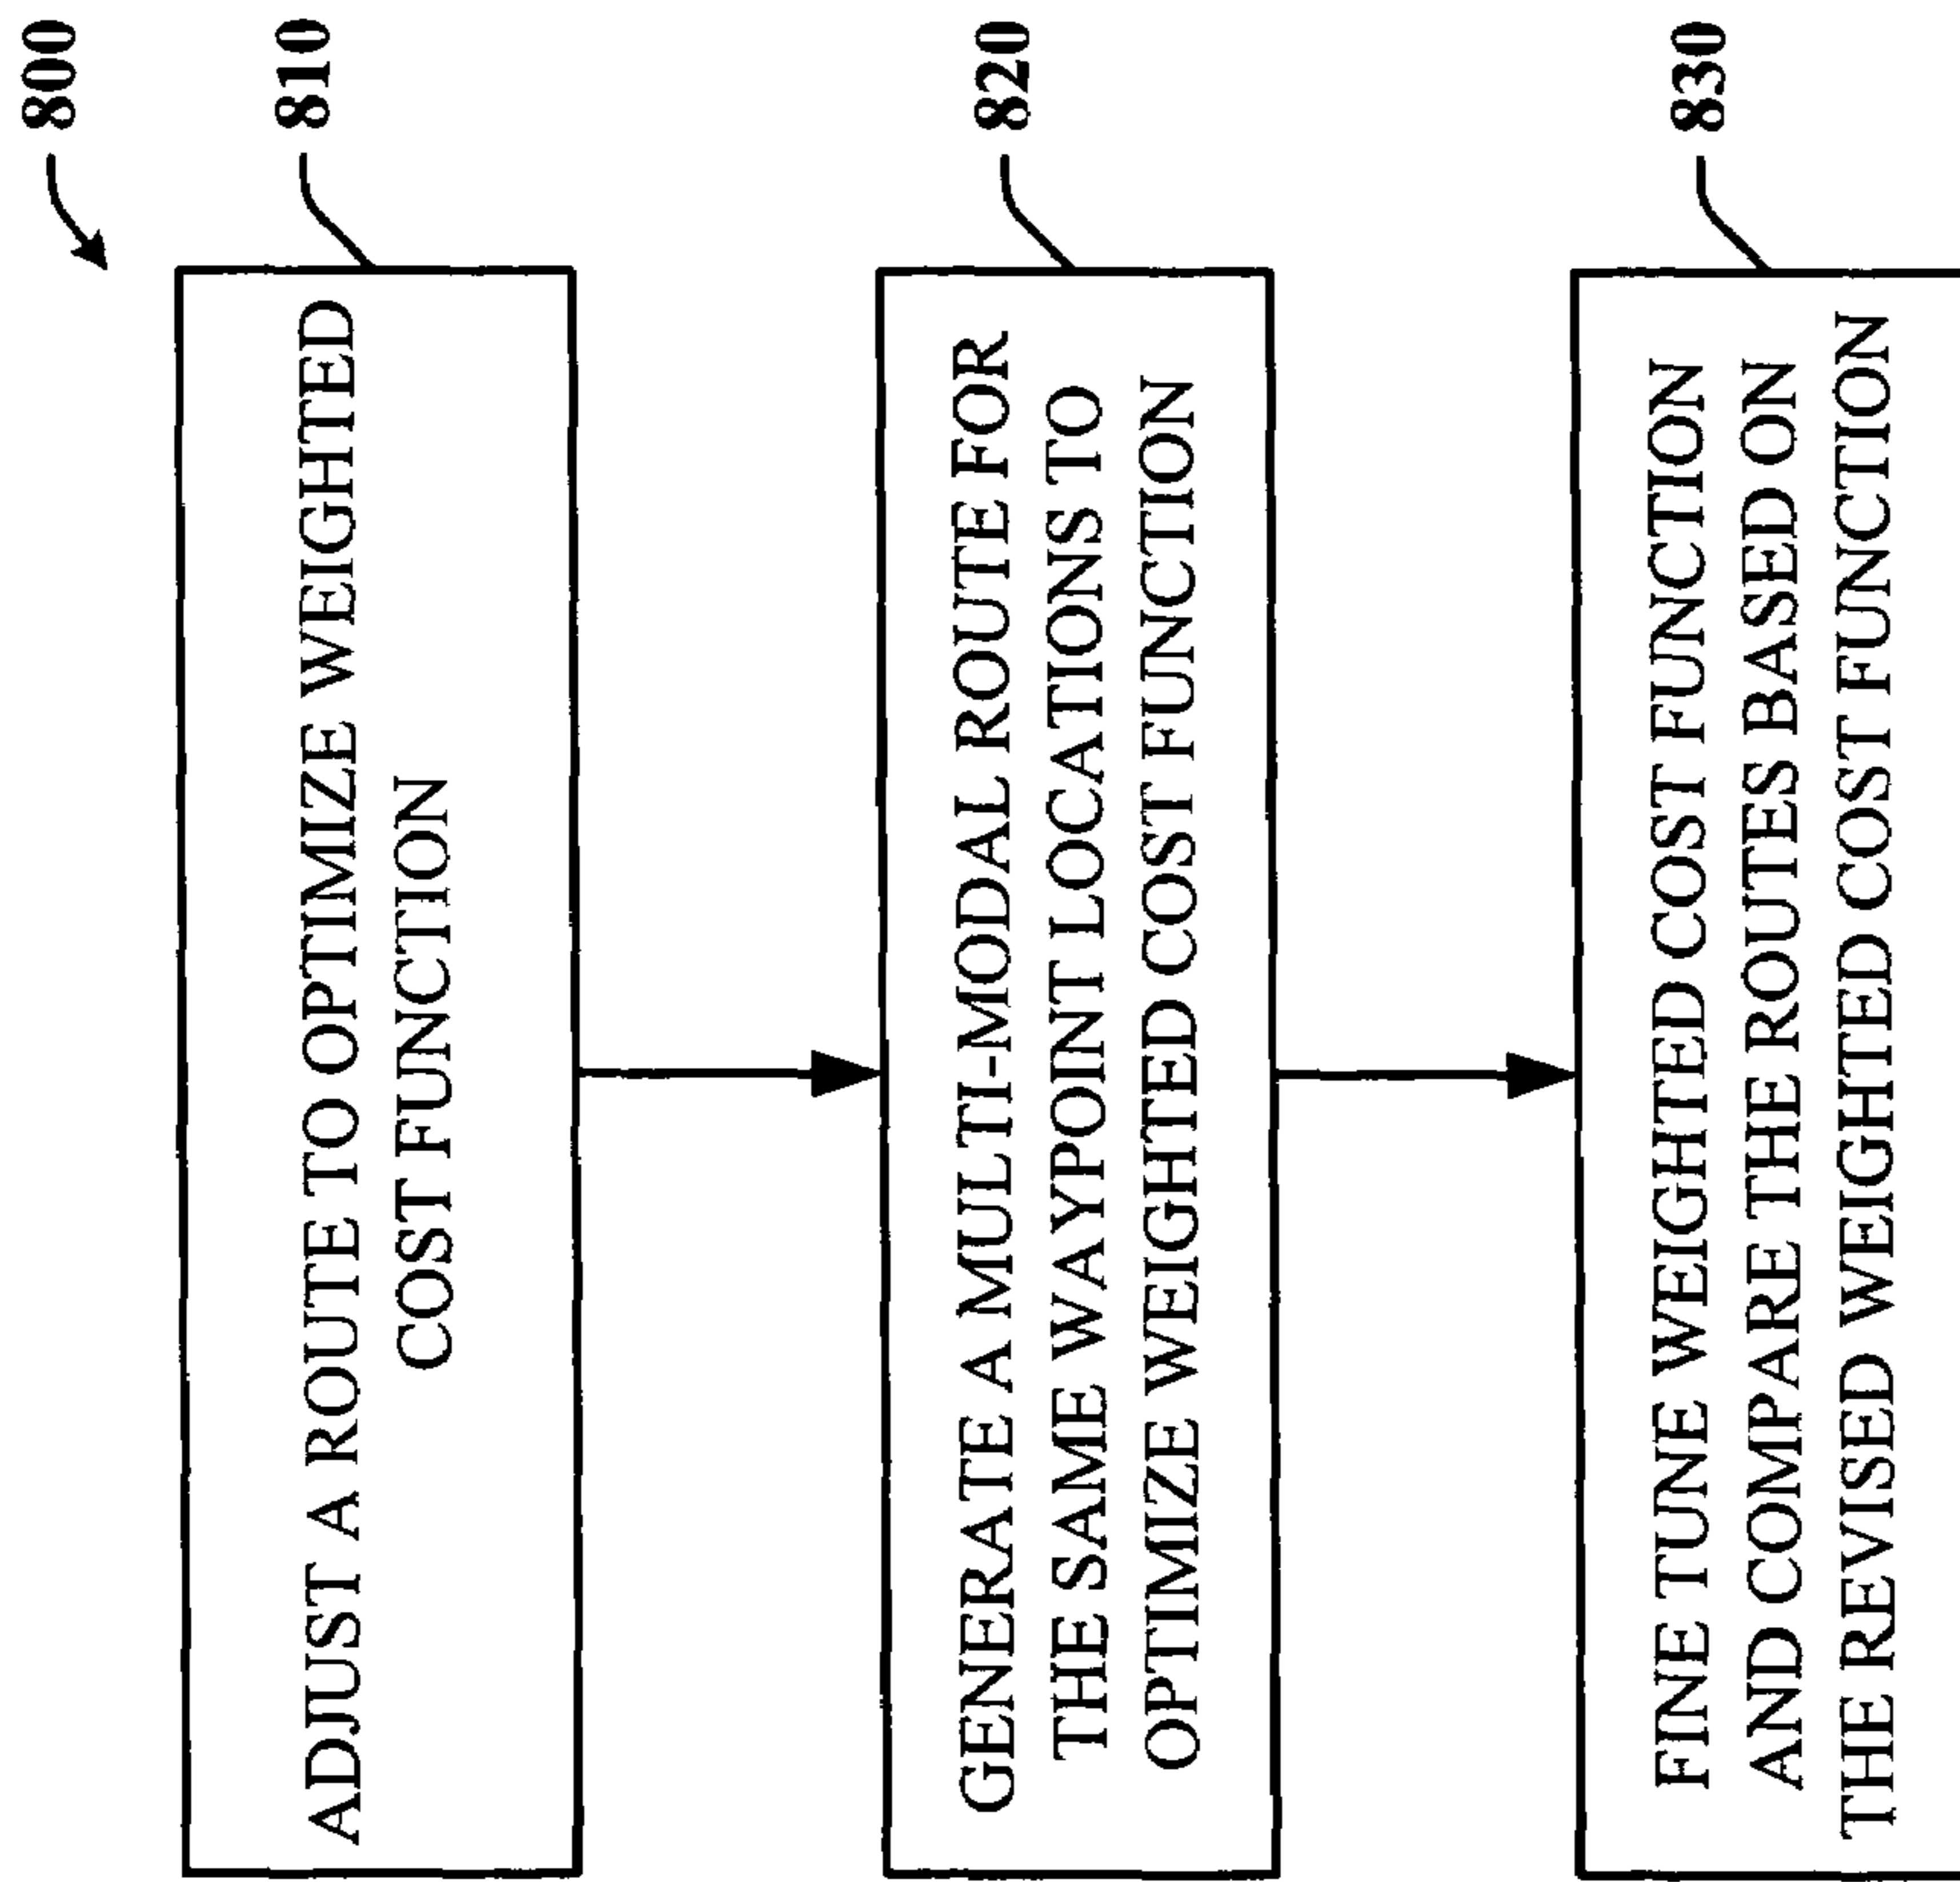 800
810
ADJUST A ROUTE TO OPTIMIZE WEIGHTED
COST FUNCTION
820
GENERATE A MULTI-MODAL ROUTE FOR
THE SAME WAYPOINT LOCATIONS TO
OPTIMIZE WEIGHTED COST FUNCTION
830
FINE TUNE WEIGHTED COST FUNCTION
AND COMPARE THE ROUTES BASED ON
THE REVISED WEIGHTED COST FUNCTION